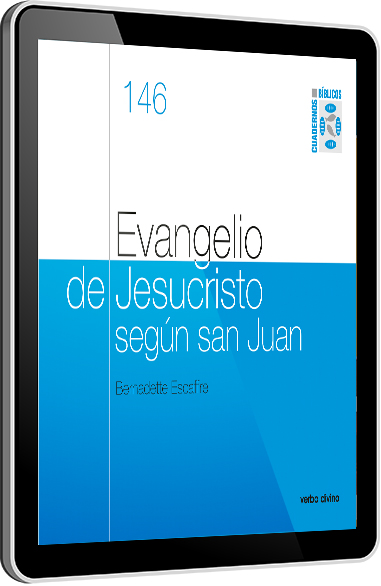 146
CUADERNOS
BÍBLICOS
Evangelio
de Jesucristo
según san Juan
Bernadette Escaffre
verbo divino